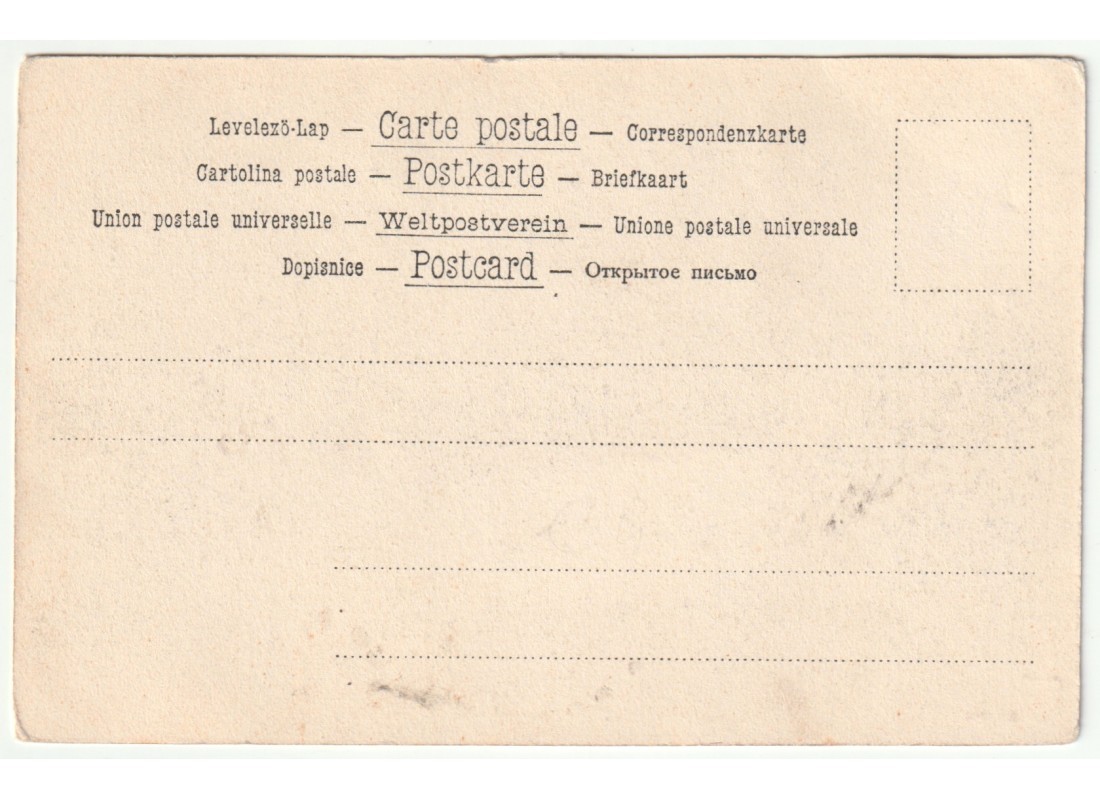 Levelezö-Lap — Carte postale — Correspondenzkarte
Cartolina postale — Postkarte — Briefkaart
Union postale universelle — Weltpostverein — Unione postale universale
Dopisnice — Postcard — Открытое письмо